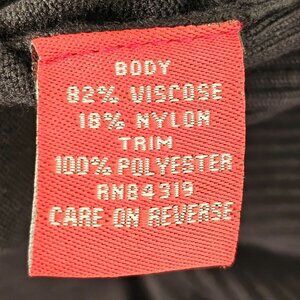 BODY
82% VISCOSE
18% NYLON
TRIM
100% POLYESTER
RN84319
CARE ON REVERSE